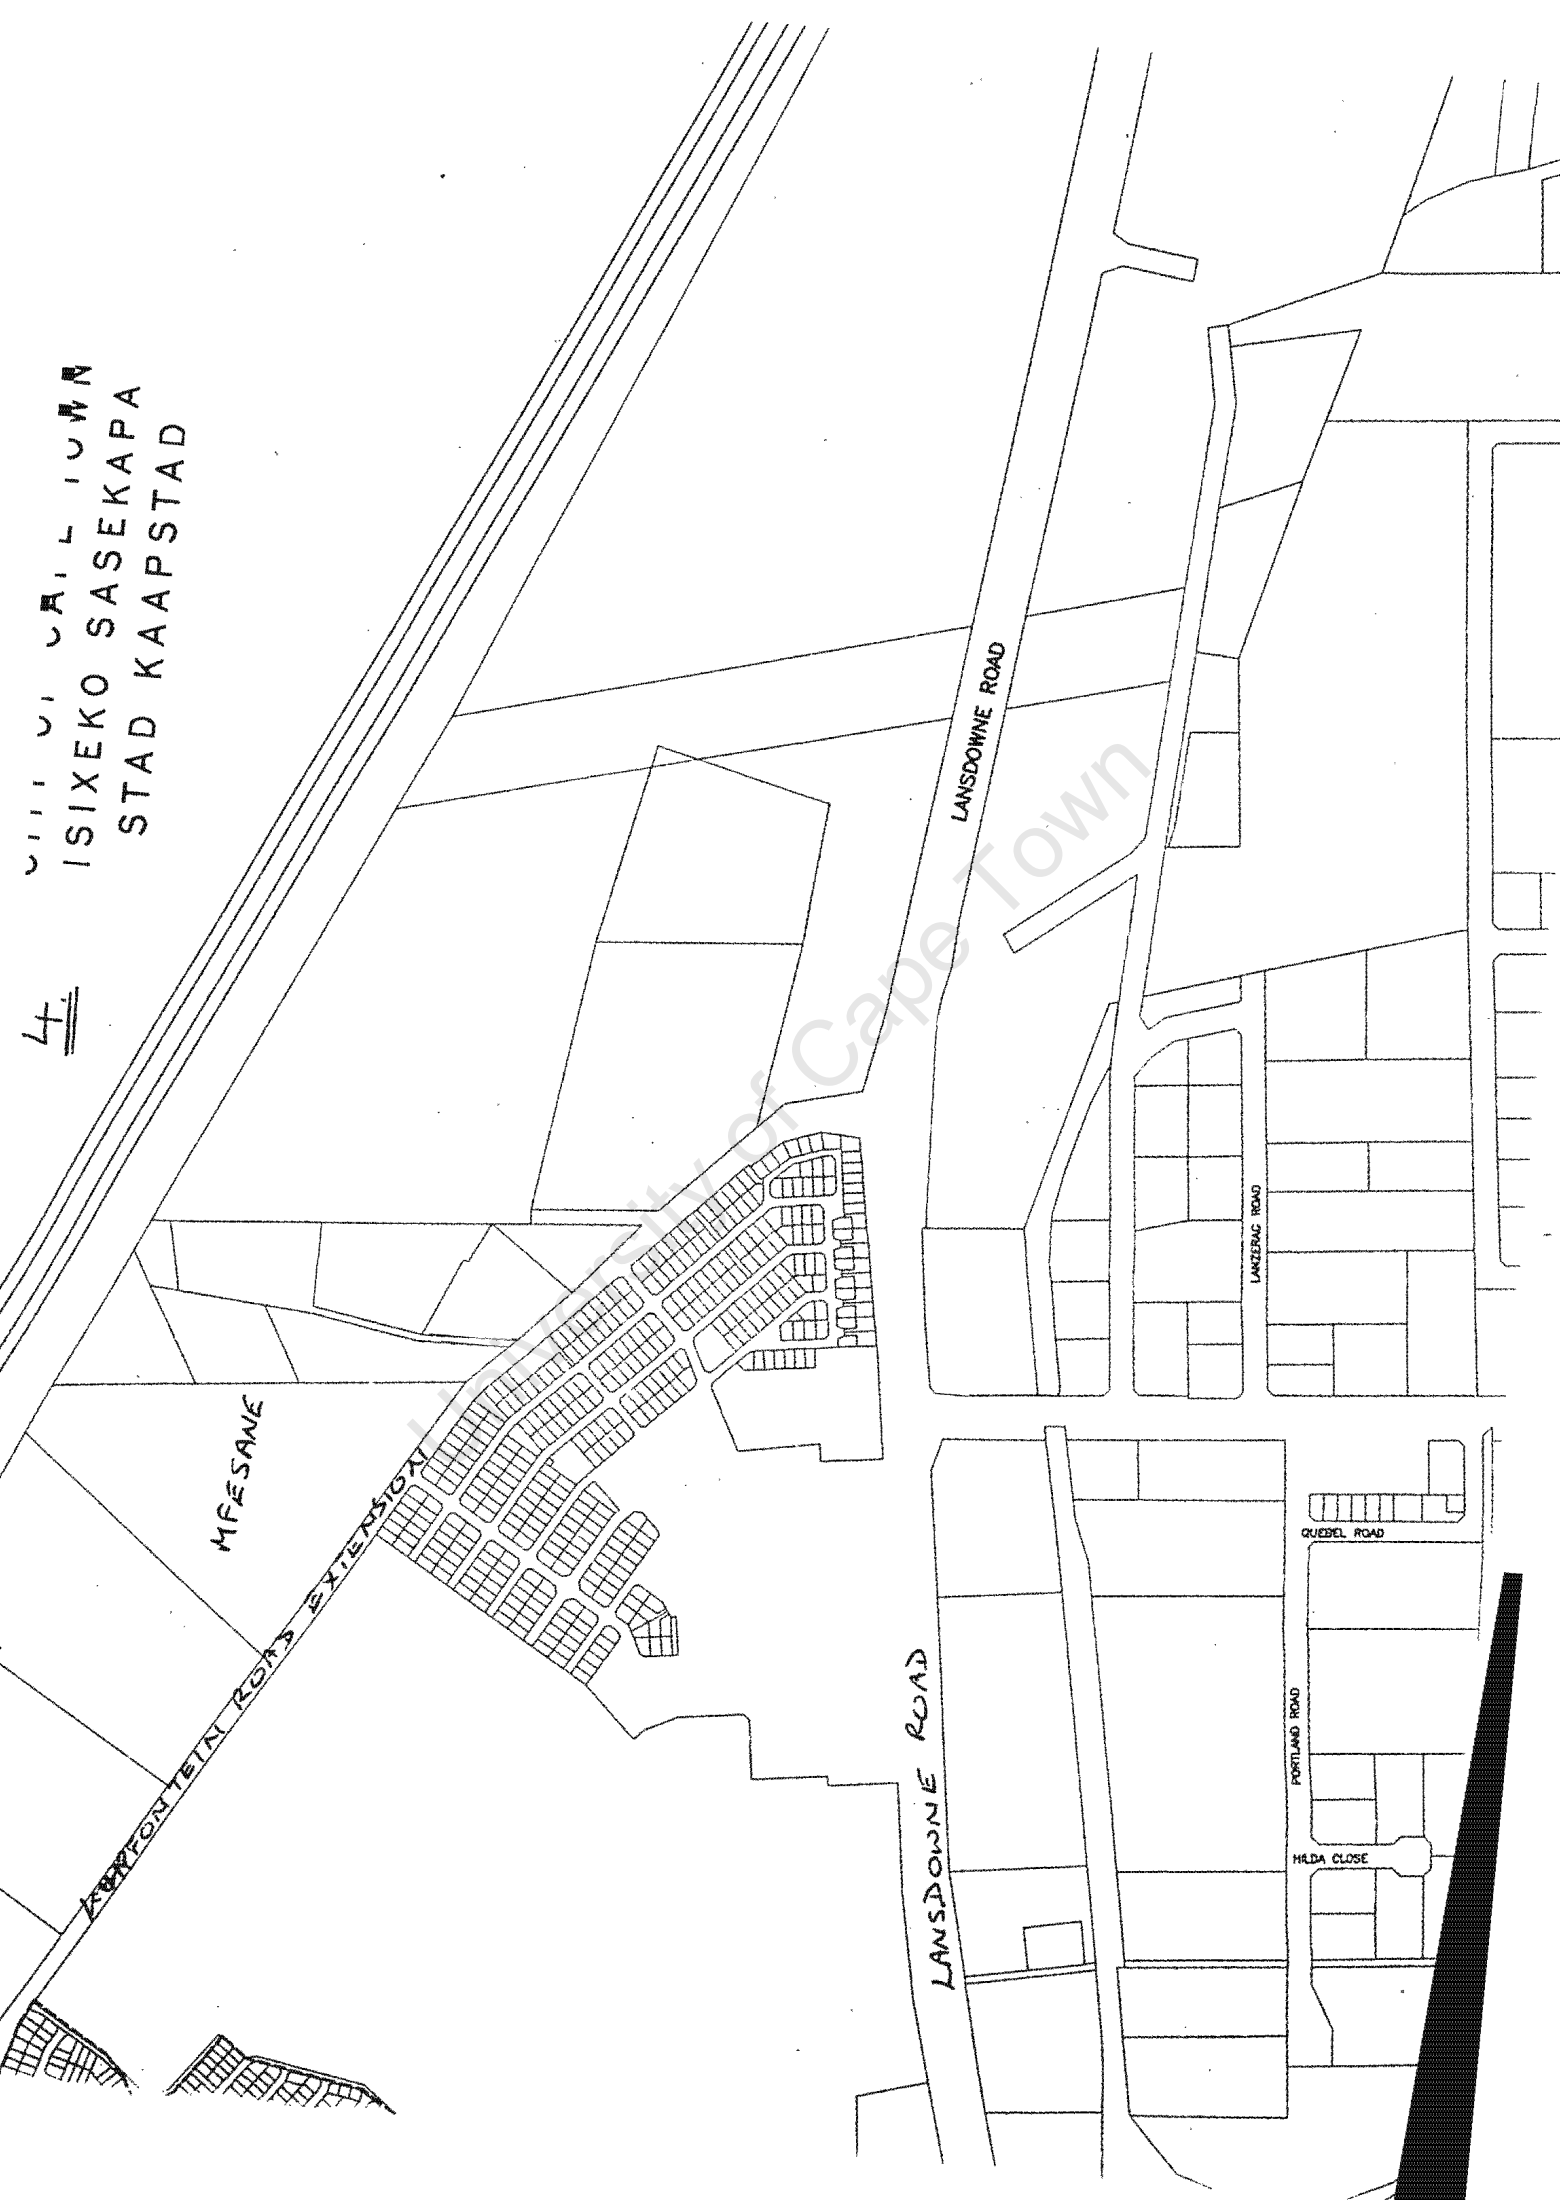 4.
ISIXEKO SASEKAPA
STAD KAAPSTAD
MFESANE
EXTENSION
ROAD
LANSDOWNE ROAD
LANSDOWNE ROAD
LANZERAC ROAD
QUEBEL ROAD
PORTLAND ROAD
HILDA CLOSE
University of Cape Town